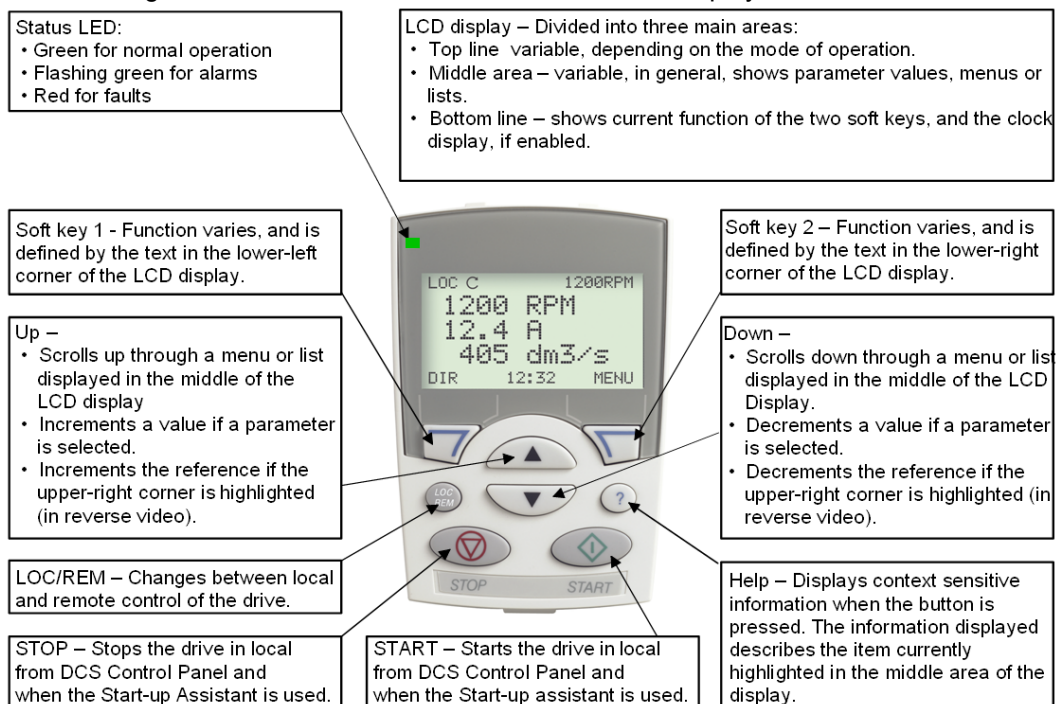 Status LED:
• Green for normal operation
• Flashing green for alarms
• Red for faults
LCD display – Divided into three main areas:
• Top line variable, depending on the mode of operation.
• Middle area – variable, in general, shows parameter values, menus or
lists.
• Bottom line – shows current function of the two soft keys, and the clock
display, if enabled.
Soft key 1 - Function varies, and is
defined by the text in the lower-left
corner of the LCD display.
Soft key 2 – Function varies, and is
defined by the text in the lower-right
corner of the LCD display.
LOC C 1200RPM
1200 RPM
12.4 A
405 dm3/s
DIR 12:32 MENU
Up –
• Scrolls up through a menu or list
displayed in the middle of the
LCD display
• Increments a value if a parameter
is selected.
• Increments the reference if the
upper-right corner is highlighted
(in reverse video).
Down –
• Scrolls down through a menu or list
displayed in the middle of the LCD
Display.
• Decrements a value if a parameter
is selected.
• Decrements the reference if the
upper-right corner is highlighted (in
reverse video).
LOC
REM
?
STOP START
LOC/REM – Changes between local
and remote control of the drive.
STOP – Stops the drive in local
from DCS Control Panel and
when the Start-up Assistant is used.
START – Starts the drive in local
from DCS Control Panel and
when the Start-up assistant is used.
Help – Displays context sensitive
information when the button is
pressed. The information displayed
describes the item currently
highlighted in the middle area of the
display.